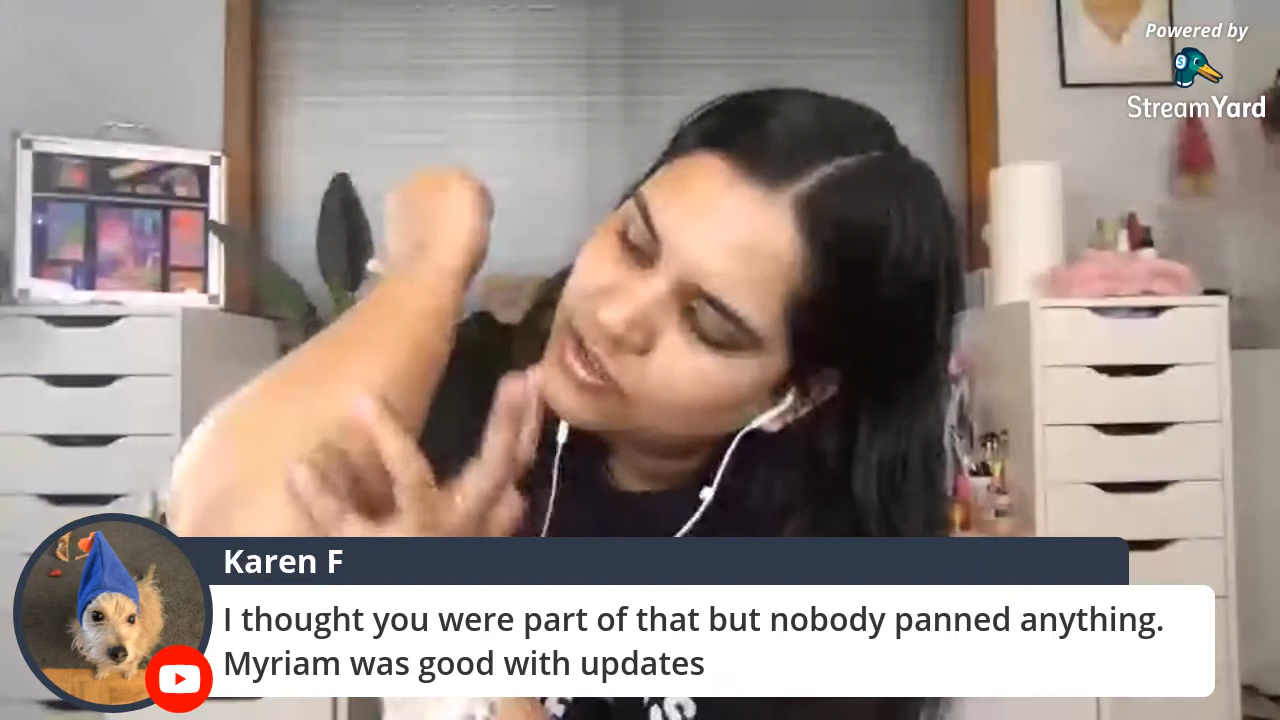 Powered by
StreamYard
Karen F
I thought you were part of that but nobody panned anything.
Myriam was good with updates